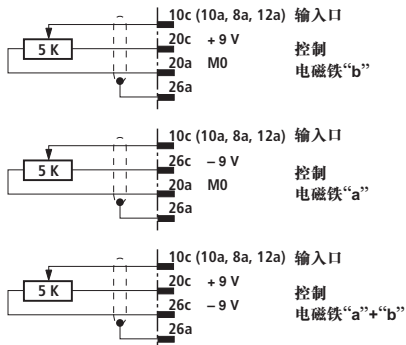 10c (10a, 8a, 12a) 输入口
5 K
20c + 9 V 控制
20a M0 电磁铁“b”
26a
10c (10a, 8a, 12a) 输入口
5 K
26c – 9 V 控制
20a M0 电磁铁“a”
26a
10c (10a, 8a, 12a) 输入口
5 K
20c + 9 V 控制
26c – 9 V 电磁铁“a”+“b”
26a